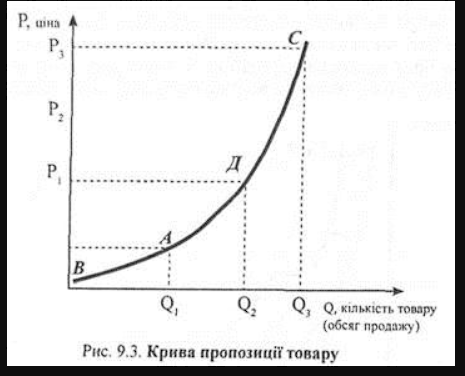 P, ціна
P3
P2
P1
C
Д
A
B
Q1
Q2
Q3
Q, кількість товару
(обсяг продажу)
Рис. 9.3. Крива пропозиції товару